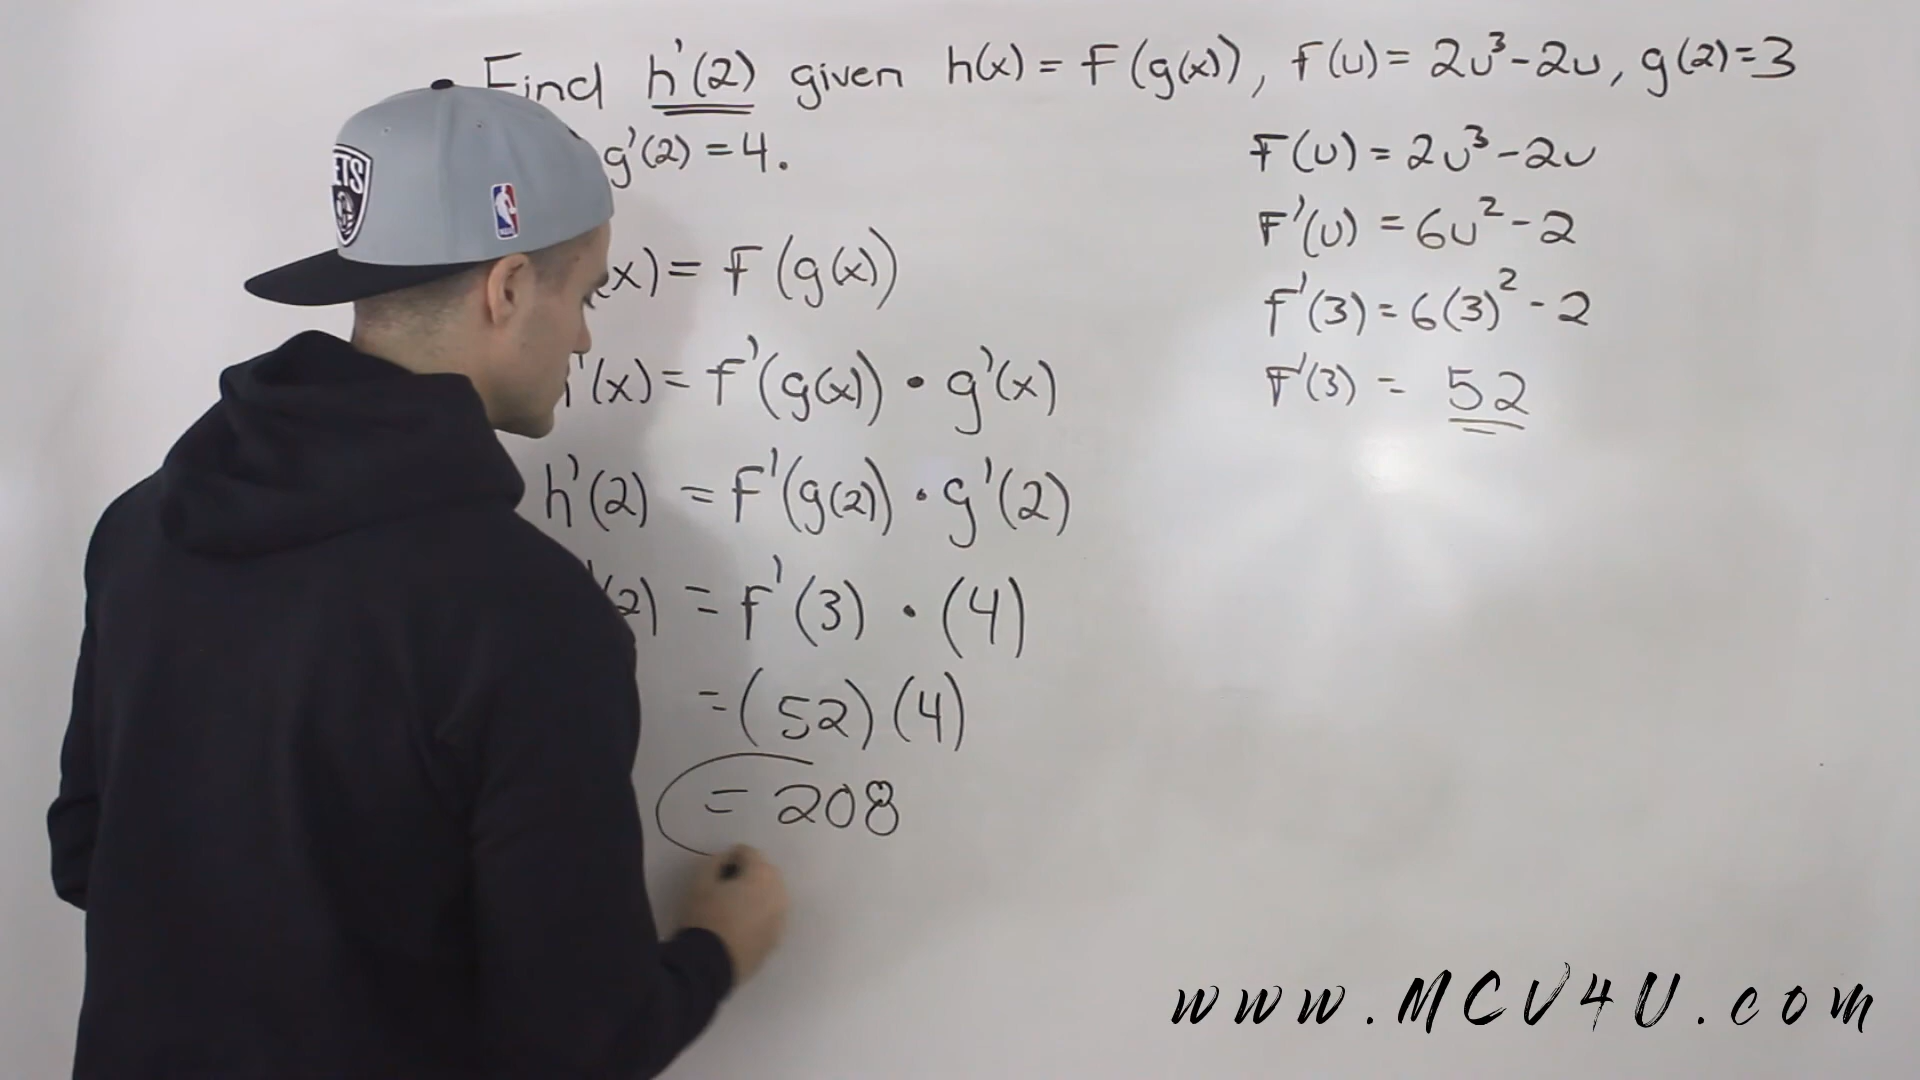 Find h'(2) given h(x) = F(g(x)), F(u) = 2u³-2u, g(2)=3
g'(2) = 4.
(x) = F(g(x))
'(x) = F'(g(x)) • g'(x)
h'(2) = F'(g(2)) • g'(2)
'(2) = F'(3) • (4)
= (52)(4)
= 208
F(u) = 2u³-2u
F'(u) = 6u²-2
F'(3) = 6(3)²-2
F'(3) = 52
ETS
www.MCV4U.com